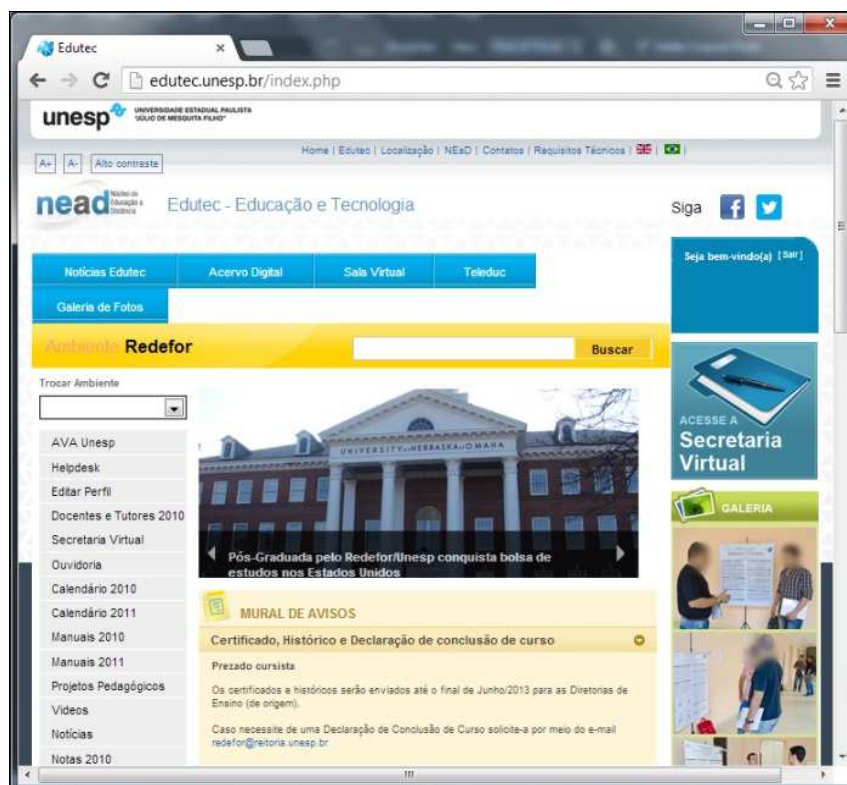 Edutec
edutec.unesp.br/index.php
unesp
UNIVERSIDADE ESTADUAL PAULISTA
"JÚLIO DE MESQUITA FILHO"
Home | Edutec | Localização | NEaD | Contatos | Requisitos Técnicos |
A+ A- Alto contraste
nead
Núcleo de
Educação a
Distância
Edutec - Educação e Tecnologia
Siga
Notícias Edutec Acervo Digital Sala Virtual Teleduc
Galeria de Fotos
Seja bem-vindo(a) [Sair]
Ambiente Redefor
Buscar
Trocar Ambiente
AVA Unesp
Helpdesk
Editar Perfil
Docentes e Tutores 2010
Secretaria Virtual
Ouvidoria
Calendário 2010
Calendário 2011
Manuais 2010
Manuais 2011
Projetos Pedagógicos
Videos
Notícias
Notas 2010
UNIVERSITY OF NEBRASKA AT OMAHA
Pós-Graduada pelo Redefor/Unesp conquista bolsa de
estudos nos Estados Unidos
MURAL DE AVISOS
Certificado, Histórico e Declaração de conclusão de curso
Prezado cursista
Os certificados e históricos serão enviados até o final de Junho/2013 para as Diretorias de
Ensino (de origem).
Caso necessite de uma Declaração de Conclusão de Curso solicite-a por meio do e-mail
redefor@reitoria.unesp.br
ACESSE A
Secretaria
Virtual
GALERIA